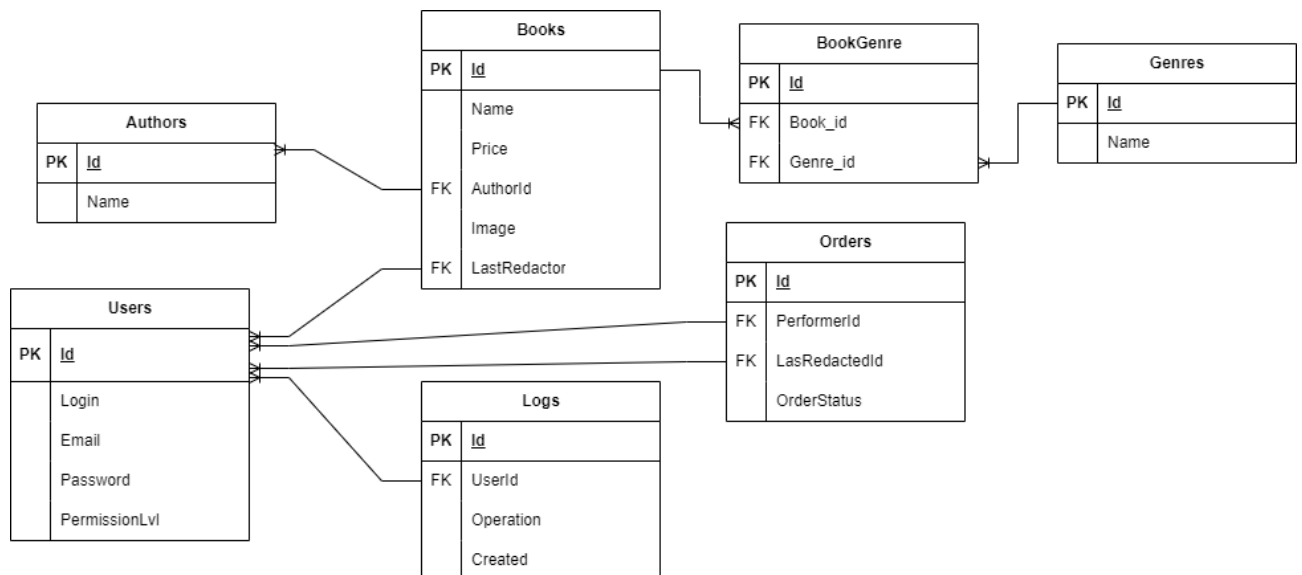 Books
PK Id
Name
Price
FK AuthorId
Image
FK LastRedactor
BookGenre
PK Id
FK Book_id
FK Genre_id
Genres
PK Id
Name
Authors
PK Id
Name
Orders
PK Id
FK PerformerId
FK LasRedactedId
OrderStatus
Users
PK Id
Login
Email
Password
PermissionLvl
Logs
PK Id
FK UserId
Operation
Created